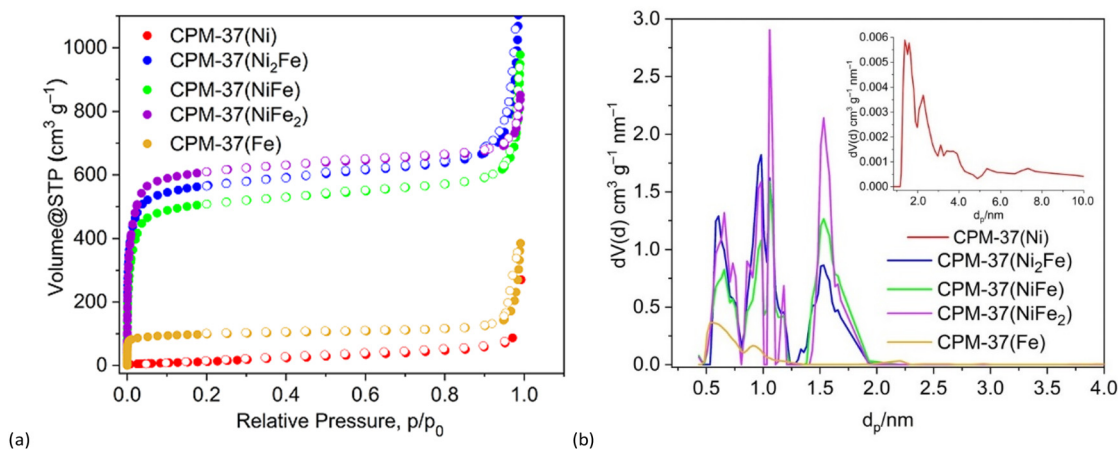 1000
800
600
400
200
0
Volume@STP (cm³ g⁻¹)
CPM-37(Ni)
CPM-37(Ni₂Fe)
CPM-37(NiFe)
CPM-37(NiFe₂)
CPM-37(Fe)
0.0 0.2 0.4 0.6 0.8 1.0
Relative Pressure, p/p₀
(a)
3.0
2.5
2.0
1.5
1.0
0.5
0.0
dV(d) cm³ g⁻¹ nm⁻¹
0.006
0.005
0.004
0.003
0.002
0.001
0.000
dV(d) cm³ g⁻¹ nm⁻¹
2.0 4.0 6.0 8.0 10.0
dₚ/nm
CPM-37(Ni)
CPM-37(Ni₂Fe)
CPM-37(NiFe)
CPM-37(NiFe₂)
CPM-37(Fe)
0.5 1.0 1.5 2.0 2.5 3.0 3.5 4.0
dₚ/nm
(b)